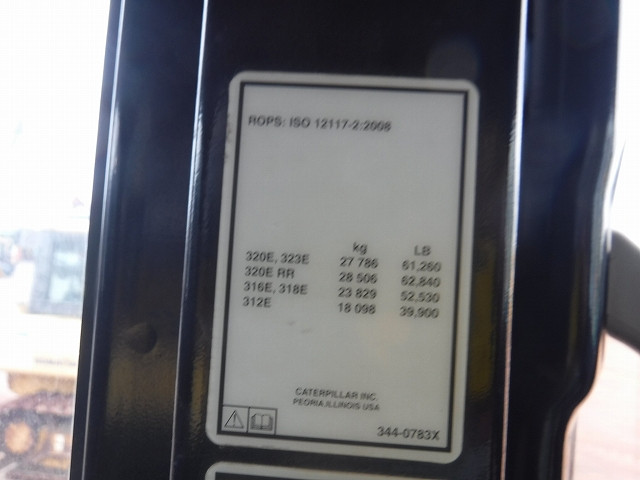 ROPS: ISO 12117-2:2008
kg LB
320E, 323E 27 786 61,260
320E RR 28 506 62,840
316E, 318E 23 829 52,530
312E 18 098 39,900
CATERPILLAR INC.
PEORIA,ILLINOIS USA
344-0783X